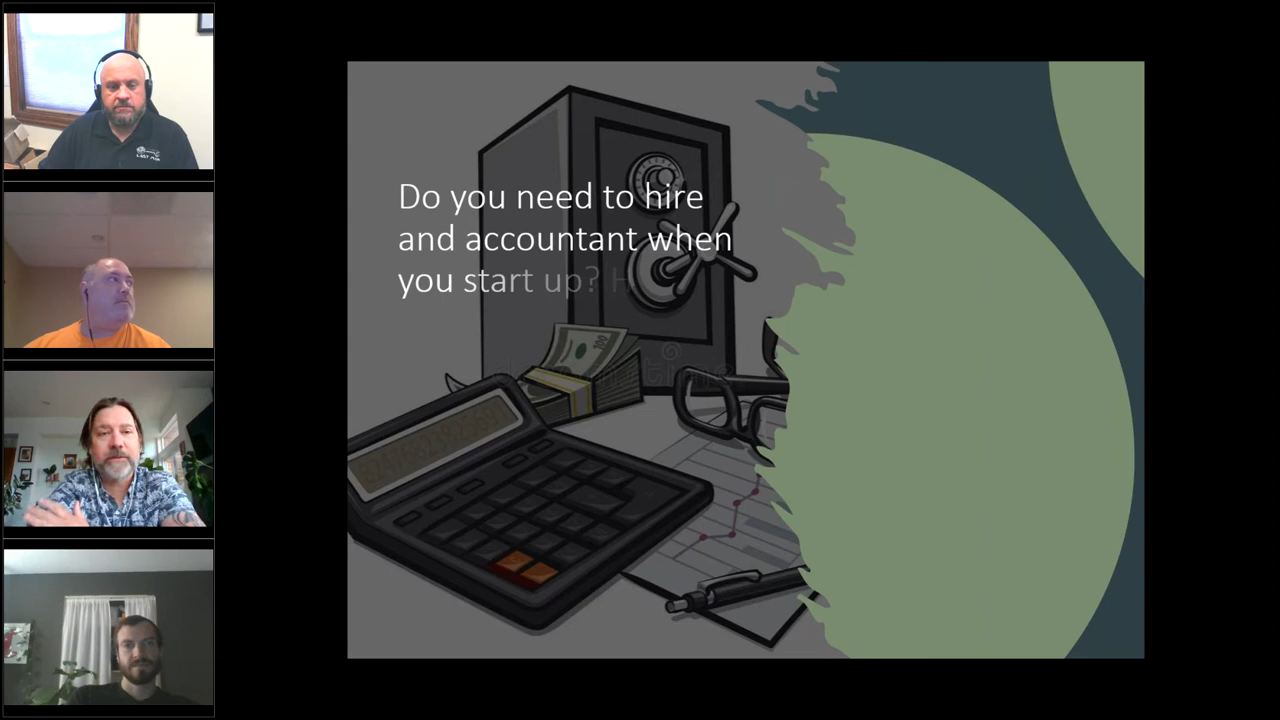 Do you need to hire
and accountant when
you start up? H